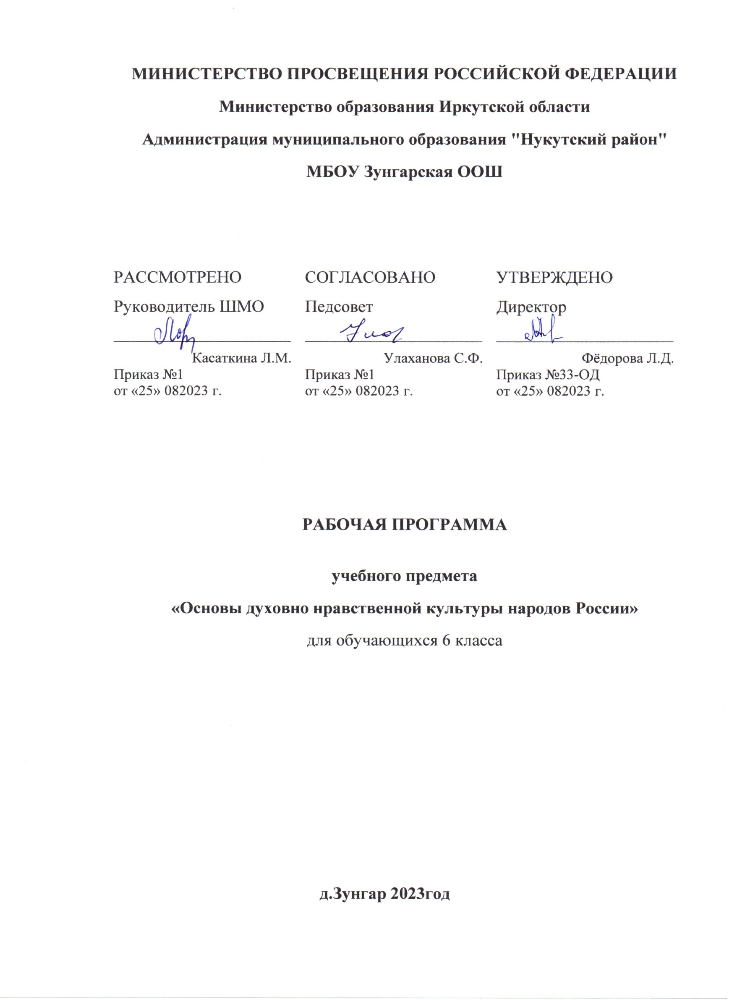 МИНИСТЕРСТВО ПРОСВЕЩЕНИЯ РОССИЙСКОЙ ФЕДЕРАЦИИ
Министерство образования Иркутской области
Администрация муниципального образования "Нукутский район"
МБОУ Зунгарская ООШ
РАССМОТРЕНО
Руководитель ШМО
Касаткина Л.М.
Приказ №1
от «25» 082023 г.
СОГЛАСОВАНО
Педсовет
Улаханова С.Ф.
Приказ №1
от «25» 082023 г.
УТВЕРЖДЕНО
Директор
Фёдорова Л.Д.
Приказ №33-ОД
от «25» 082023 г.
РАБОЧАЯ ПРОГРАММА
учебного предмета
«Основы духовно нравственной культуры народов России»
для обучающихся 6 класса
д.Зунгар 2023год